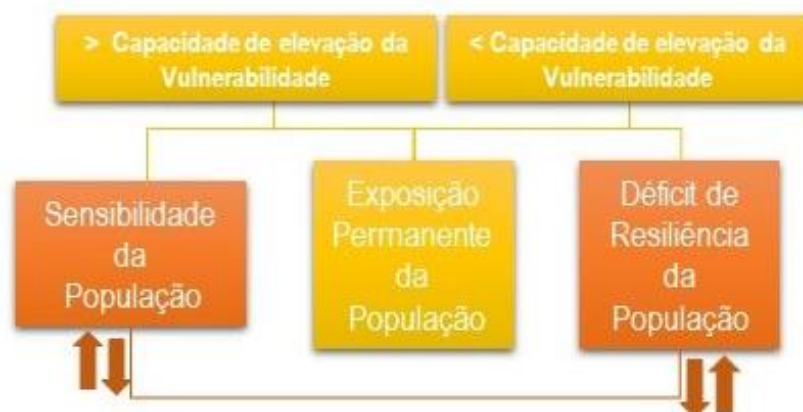 > Capacidade de elevação da
Vulnerabilidade
< Capacidade de elevação da
Vulnerabilidade
Sensibilidade
da
População
Exposição
Permanente
da
População
Déficit de
Resiliência
da
População